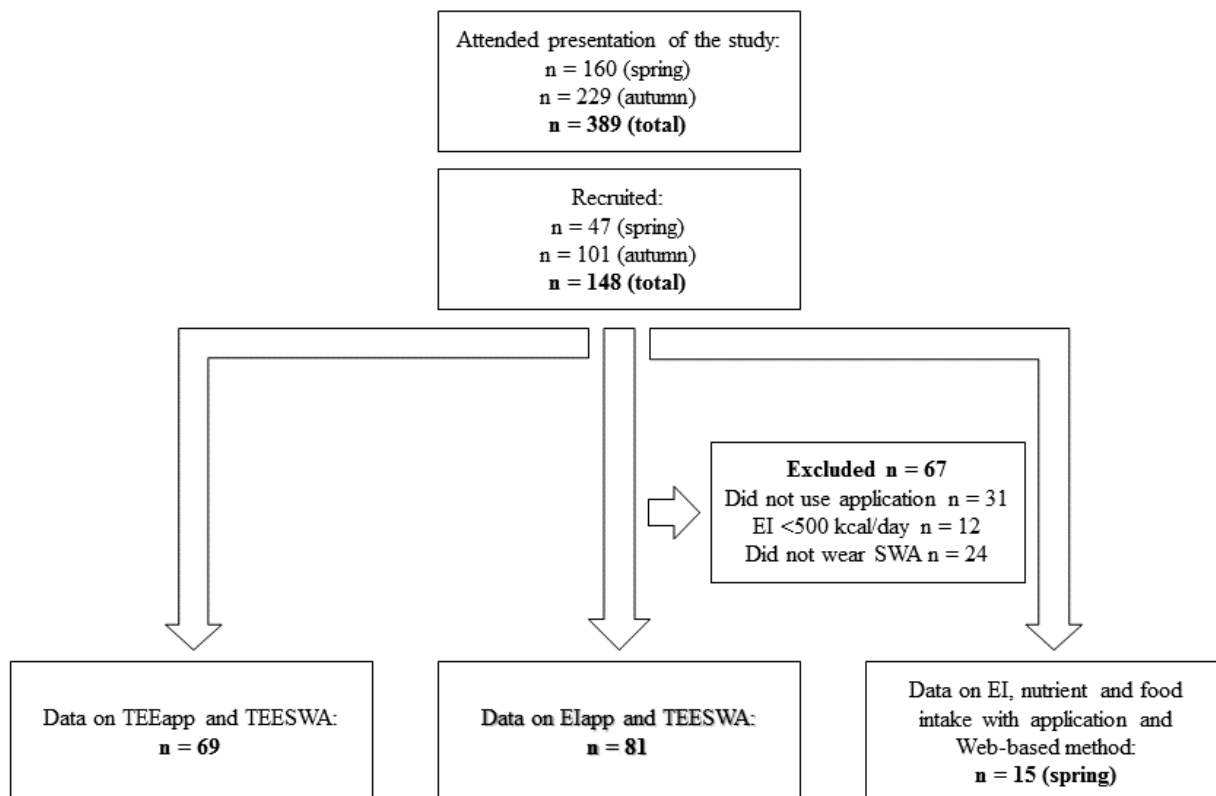 Attended presentation of the study:
n = 160 (spring)
n = 229 (autumn)
n = 389 (total)
Recruited:
n = 47 (spring)
n = 101 (autumn)
n = 148 (total)
Excluded n = 67
Did not use application n = 31
EI <500 kcal/day n = 12
Did not wear SWA n = 24
Data on TEEapp and TEESWA:
n = 69
Data on EIapp and TEESWA:
n = 81
Data on EI, nutrient and food
intake with application and
Web-based method:
n = 15 (spring)